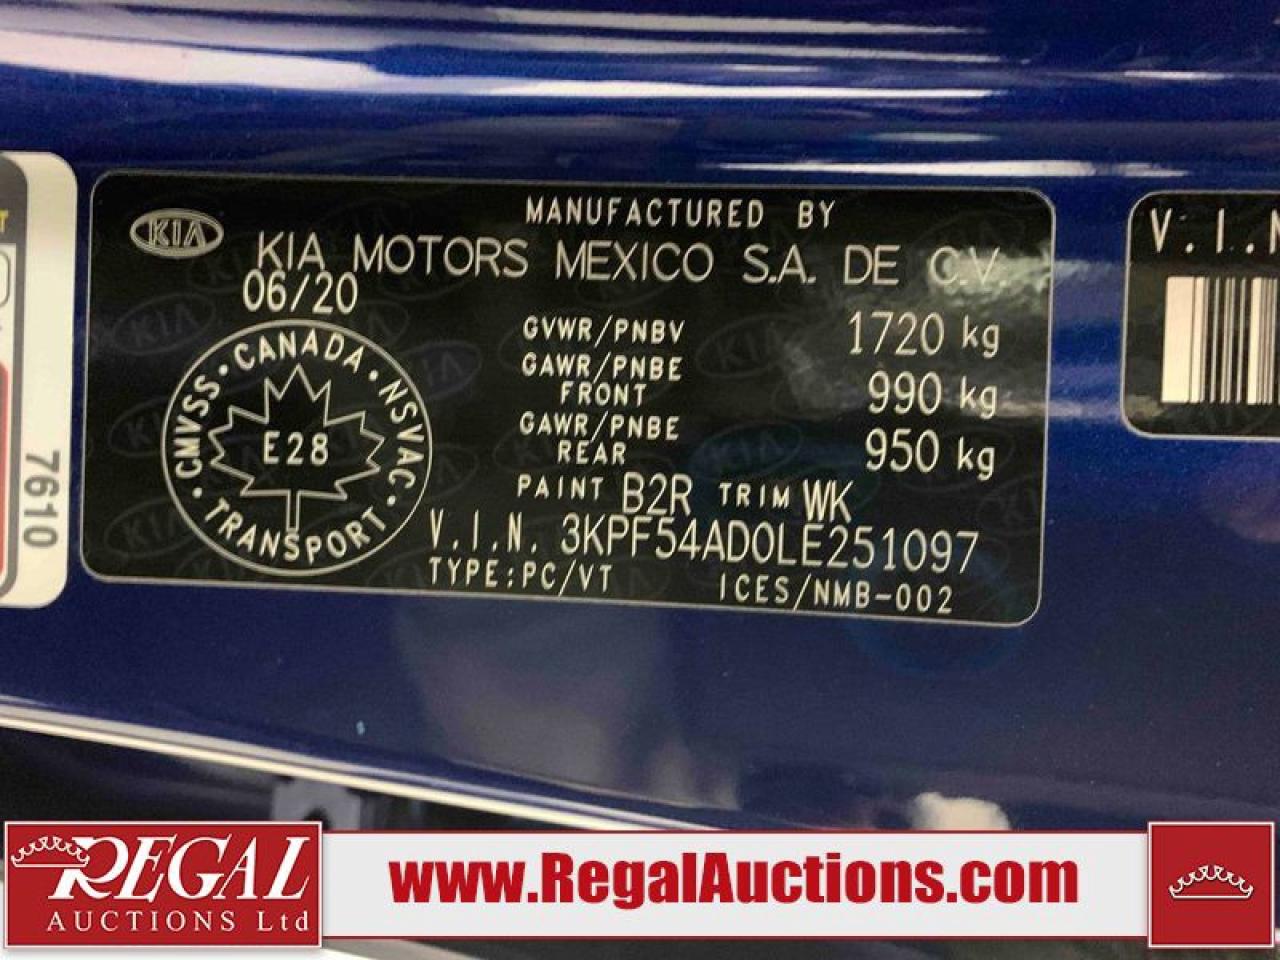 MANUFACTURED BY
KIA
KIA MOTORS MEXICO S.A. DE C.V.
06/20
GVWR/PNBV 1720 kg
GAWR/PNBE FRONT 990 kg
GAWR/PNBE REAR 950 kg
CANADA · NSVAC · TRANSPORT · CMVSS
E28
PAINT B2R TRIM WK
V.I.N. 3KPF54AD0LE251097
TYPE:PC/VT ICES/NMB-002
7610
V.I.N
REGAL
AUCTIONS Ltd
www.RegalAuctions.com